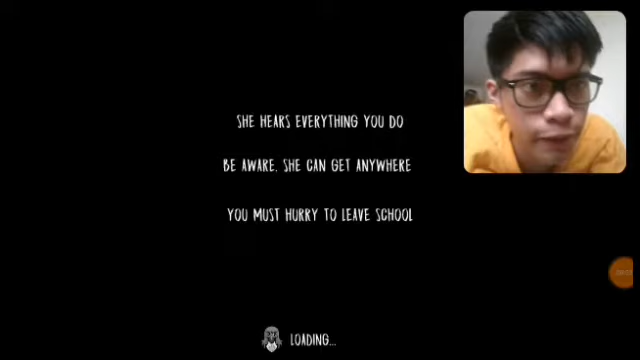 SHE HEARS EVERYTHING YOU DO
BE AWARE, SHE CAN GET ANYWHERE
YOU MUST HURRY TO LEAVE SCHOOL
LOADING...